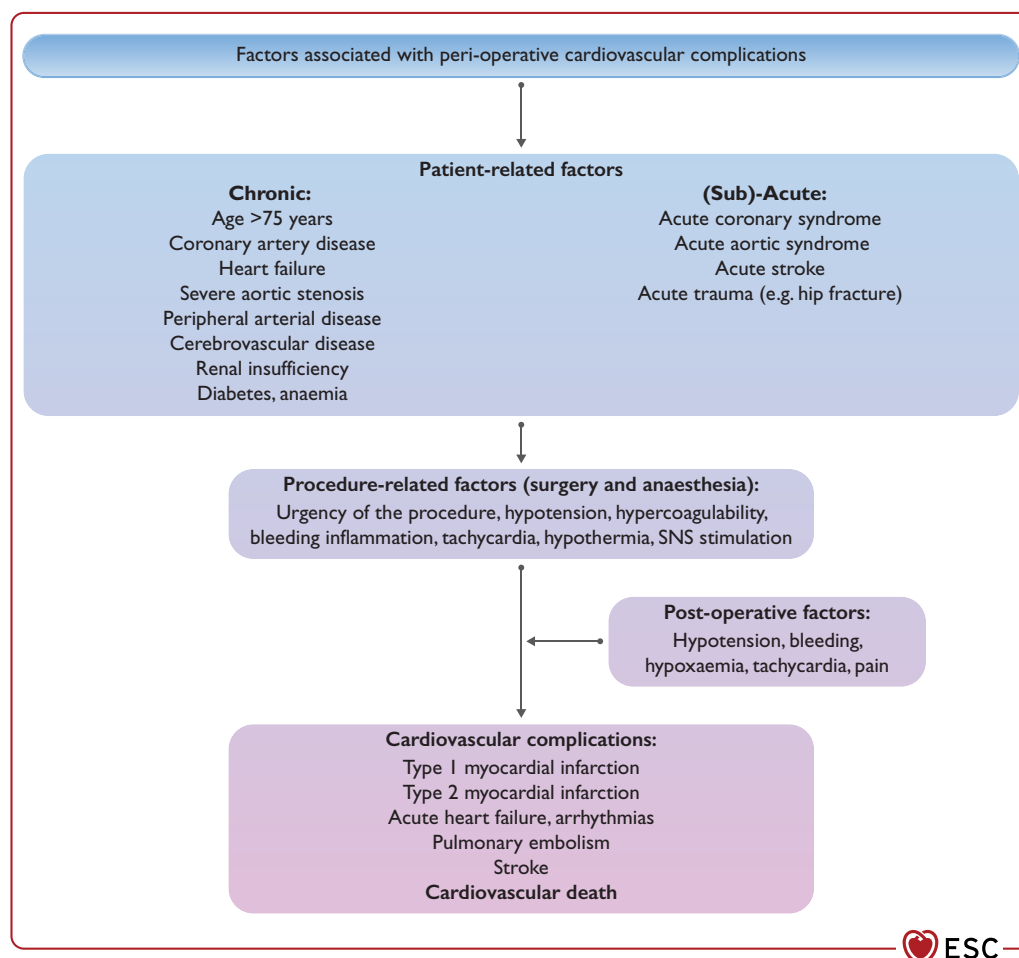 Factors associated with peri-operative cardiovascular complications
Patient-related factors
Chronic:
Age >75 years
Coronary artery disease
Heart failure
Severe aortic stenosis
Peripheral arterial disease
Cerebrovascular disease
Renal insufficiency
Diabetes, anaemia
(Sub)-Acute:
Acute coronary syndrome
Acute aortic syndrome
Acute stroke
Acute trauma (e.g. hip fracture)
Procedure-related factors (surgery and anaesthesia):
Urgency of the procedure, hypotension, hypercoagulability,
bleeding inflammation, tachycardia, hypothermia, SNS stimulation
Post-operative factors:
Hypotension, bleeding,
hypoxaemia, tachycardia, pain
Cardiovascular complications:
Type 1 myocardial infarction
Type 2 myocardial infarction
Acute heart failure, arrhythmias
Pulmonary embolism
Stroke
Cardiovascular death
ESC